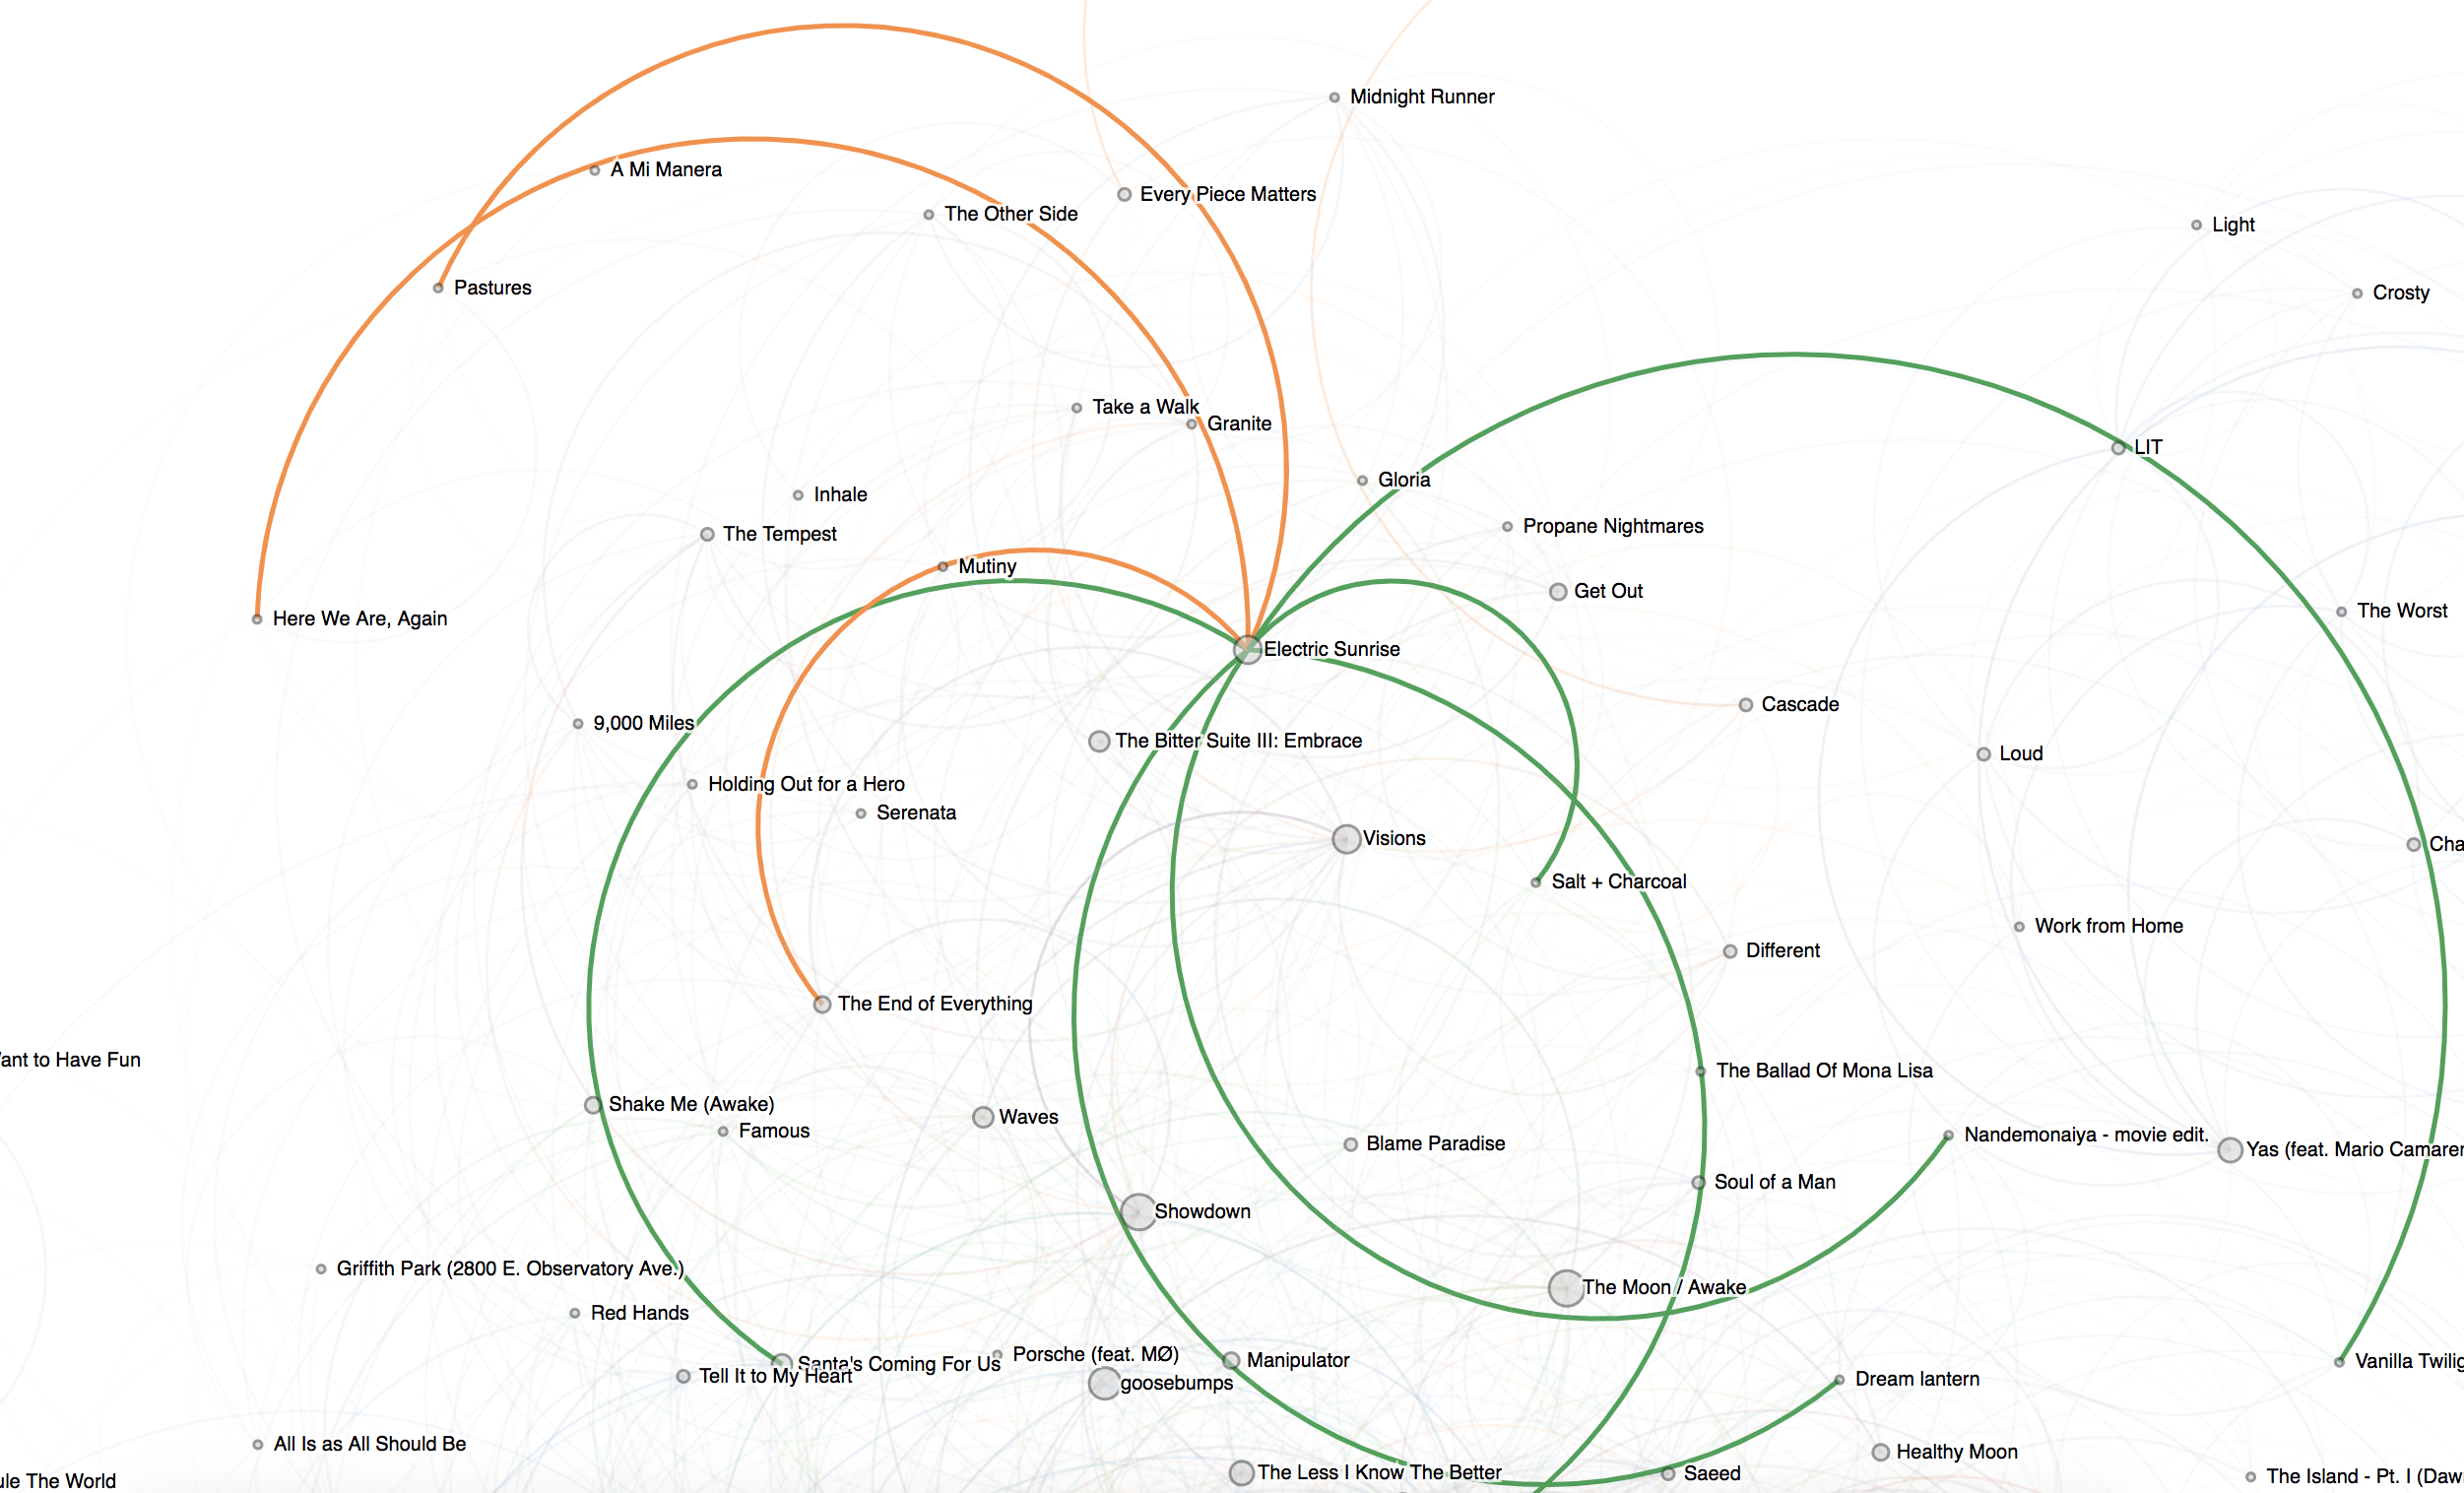 Midnight Runner
A Mi Manera
Every Piece Matters
The Other Side
Light
Pastures
Crosty
Take a Walk
Granite
LIT
Gloria
Inhale
Propane Nightmares
The Tempest
Mutiny
Get Out
The Worst
Here We Are, Again
Electric Sunrise
Cascade
9,000 Miles
The Bitter Suite III: Embrace
Loud
Holding Out for a Hero
Serenata
Visions
Cha
Salt + Charcoal
Work from Home
Different
The End of Everything
ant to Have Fun
The Ballad Of Mona Lisa
Shake Me (Awake)
Waves
Famous
Nandemonaiya - movie edit.
Blame Paradise
Yas (feat. Mario Camaren
Soul of a Man
Showdown
Griffith Park (2800 E. Observatory Ave.)
The Moon / Awake
Red Hands
Porsche (feat. MØ)
Manipulator
Vanilla Twilig
Santa's Coming For Us
Tell It to My Heart
goosebumps
Dream lantern
All Is as All Should Be
Healthy Moon
The Less I Know The Better
Saeed
The Island - Pt. I (Daw
ule The World